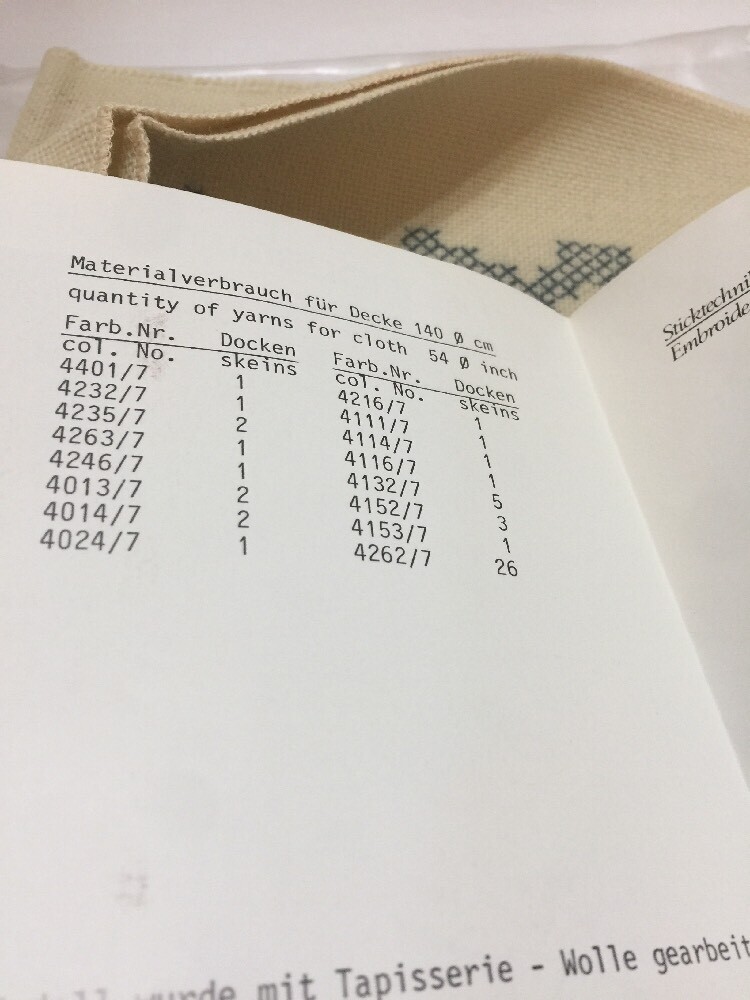 Materialverbrauch für Decke 140 Ø cm
quantity of yarns for cloth 54 Ø inch
Farb.Nr. Docken Farb.Nr. Docken
col. No. skeins col. No. skeins
4401/7 1 4216/7 1
4232/7 1 4111/7 1
4235/7 2 4114/7 1
4263/7 1 4116/7 1
4246/7 1 4132/7 5
4013/7 2 4152/7 3
4014/7 2 4153/7 1
4024/7 1 4262/7 26
wurde mit Tapisserie - Wolle gearbeit
Sticktechni
Embroide